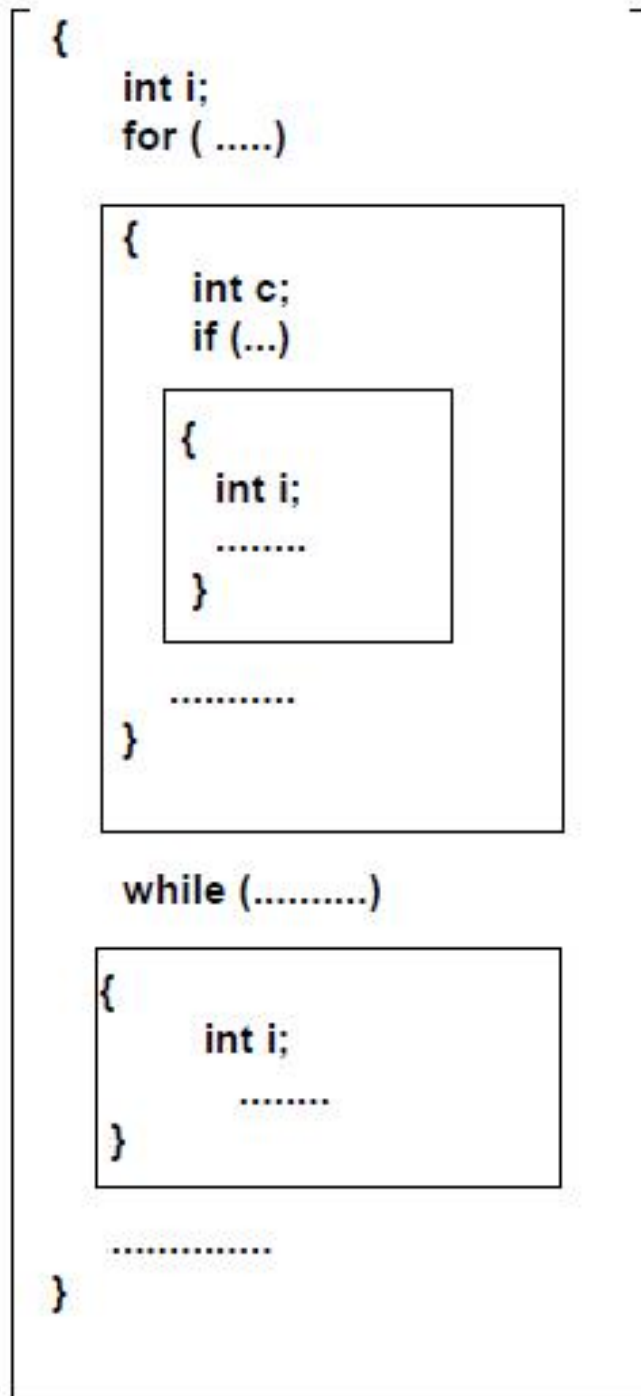 {
int i;
for ( .....)
{
int c;
if (...)
{
int i;
........
}
...........
}
while (..........)
{
int i;
........
}
..............
}